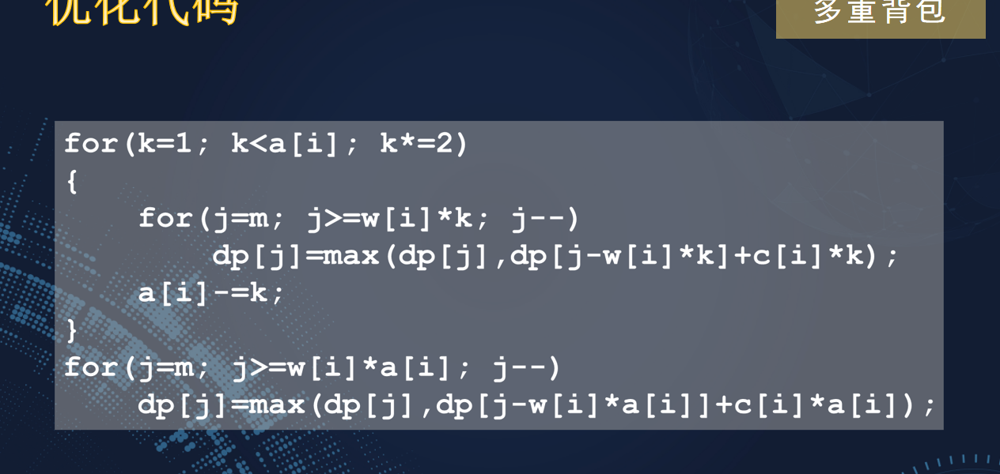 优化代码
多重背包
for(k=1; k<a[i]; k*=2)
{
    for(j=m; j>=w[i]*k; j--)
        dp[j]=max(dp[j],dp[j-w[i]*k]+c[i]*k);
    a[i]-=k;
}
for(j=m; j>=w[i]*a[i]; j--)
    dp[j]=max(dp[j],dp[j-w[i]*a[i]]+c[i]*a[i]);